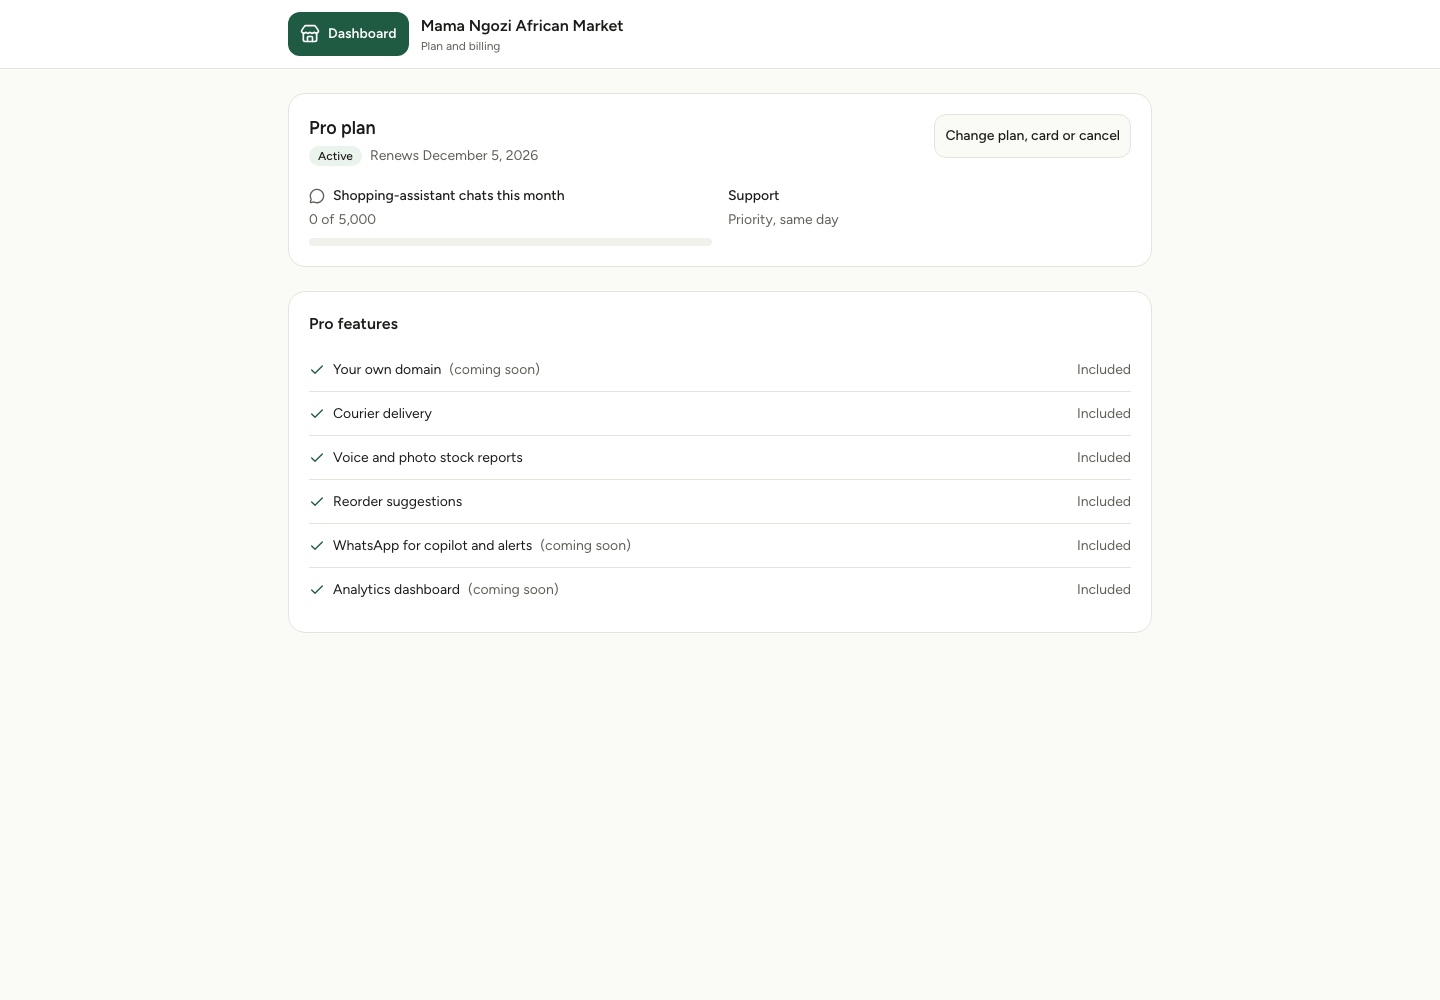 Dashboard
Mama Ngozi African Market
Plan and billing
Pro plan
Change plan, card or cancel
Active Renews December 5, 2026
Shopping-assistant chats this month
0 of 5,000
Support
Priority, same day
Pro features
Your own domain (coming soon) Included
Courier delivery Included
Voice and photo stock reports Included
Reorder suggestions Included
WhatsApp for copilot and alerts (coming soon) Included
Analytics dashboard (coming soon) Included